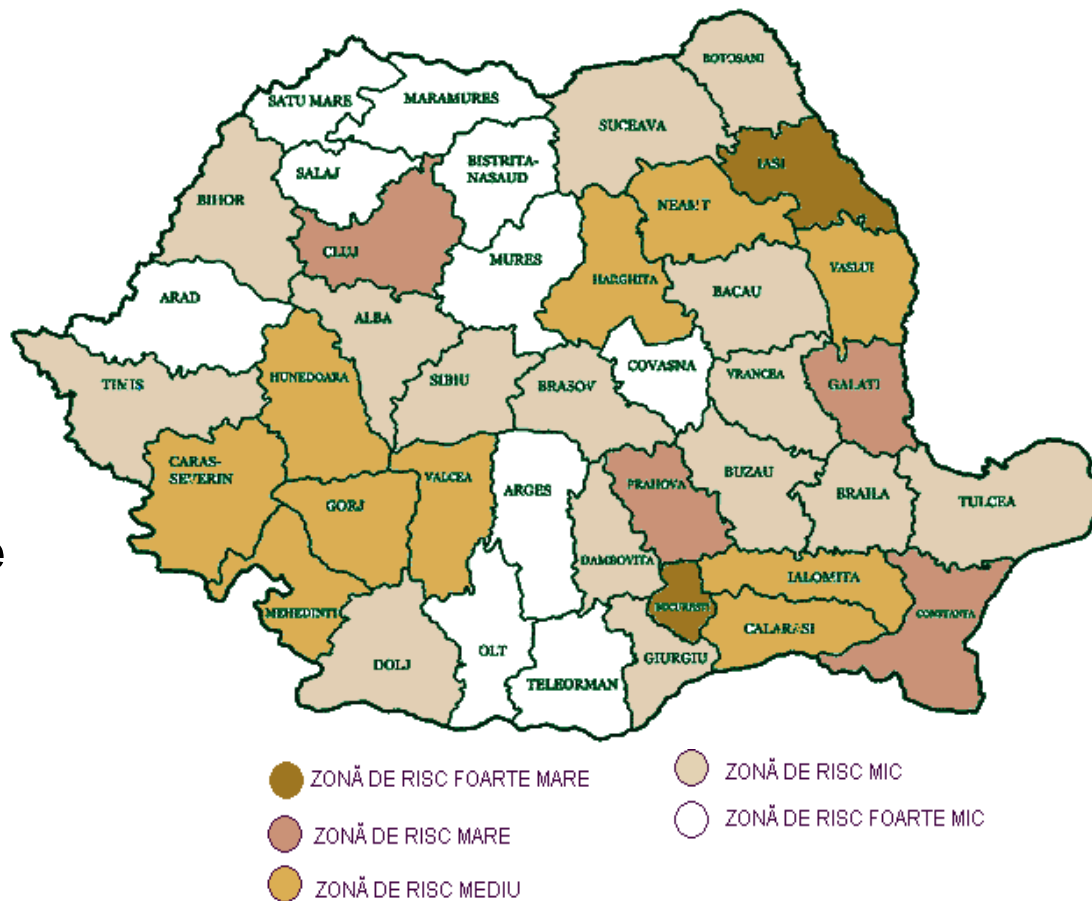 BOTOSANI
SATU MARE
MARAMURES
SUCEAVA
BISTRITA-
NASAUD
IASI
SALAJ
BIHOR
NEAMT
CLUJ
MURES
HARGHITA
VASLUI
BACAU
ARAD
ALBA
TIMIS
HUNEDOARA
SIBIU
BRASOV
COVASNA
VRANCEA
GALATI
CARAS-
SEVERIN
VALCEA
ARGES
PRAHOVA
BUZAU
BRAILA
TULCEA
GORJ
e
DAMBOVITA
IALOMITA
MEHEDINTI
BUCURESTI
CONSTANTA
CALARASI
DOLJ
OLT
GIURGIU
TELEORMAN
ZONĂ DE RISC FOARTE MARE
ZONĂ DE RISC MIC
ZONĂ DE RISC MARE
ZONĂ DE RISC FOARTE MIC
ZONĂ DE RISC MEDIU